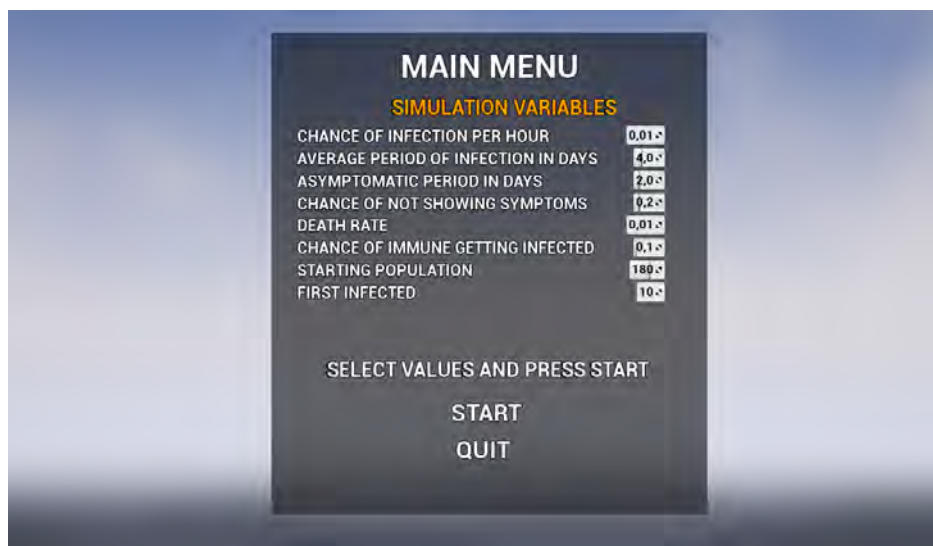 MAIN MENU
SIMULATION VARIABLES
CHANCE OF INFECTION PER HOUR 0,01
AVERAGE PERIOD OF INFECTION IN DAYS 4,0
ASYMPTOMATIC PERIOD IN DAYS 2,0
CHANCE OF NOT SHOWING SYMPTOMS 0,2
DEATH RATE 0,01
CHANCE OF IMMUNE GETTING INFECTED 0,1
STARTING POPULATION 180
FIRST INFECTED 10
SELECT VALUES AND PRESS START
START
QUIT